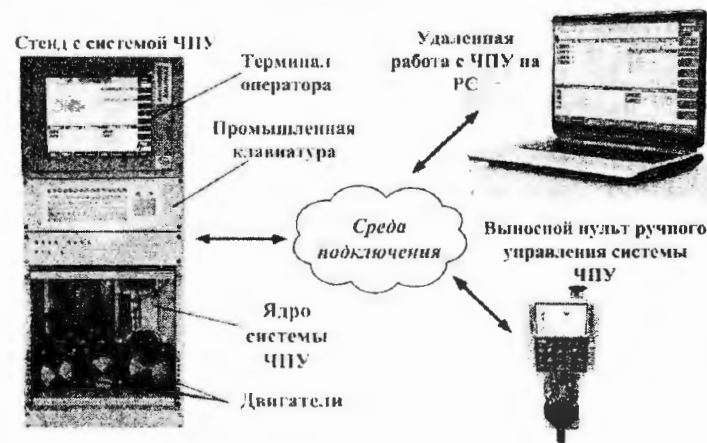 Стенд с системой ЧПУ
Терминал
оператора
Промышленная
клавиатура
Ядро
системы
ЧПУ
Двигатели
Среда
подключения
Удаленная
работа с ЧПУ на
PC
Выносной пульт ручного
управления системы
ЧПУ